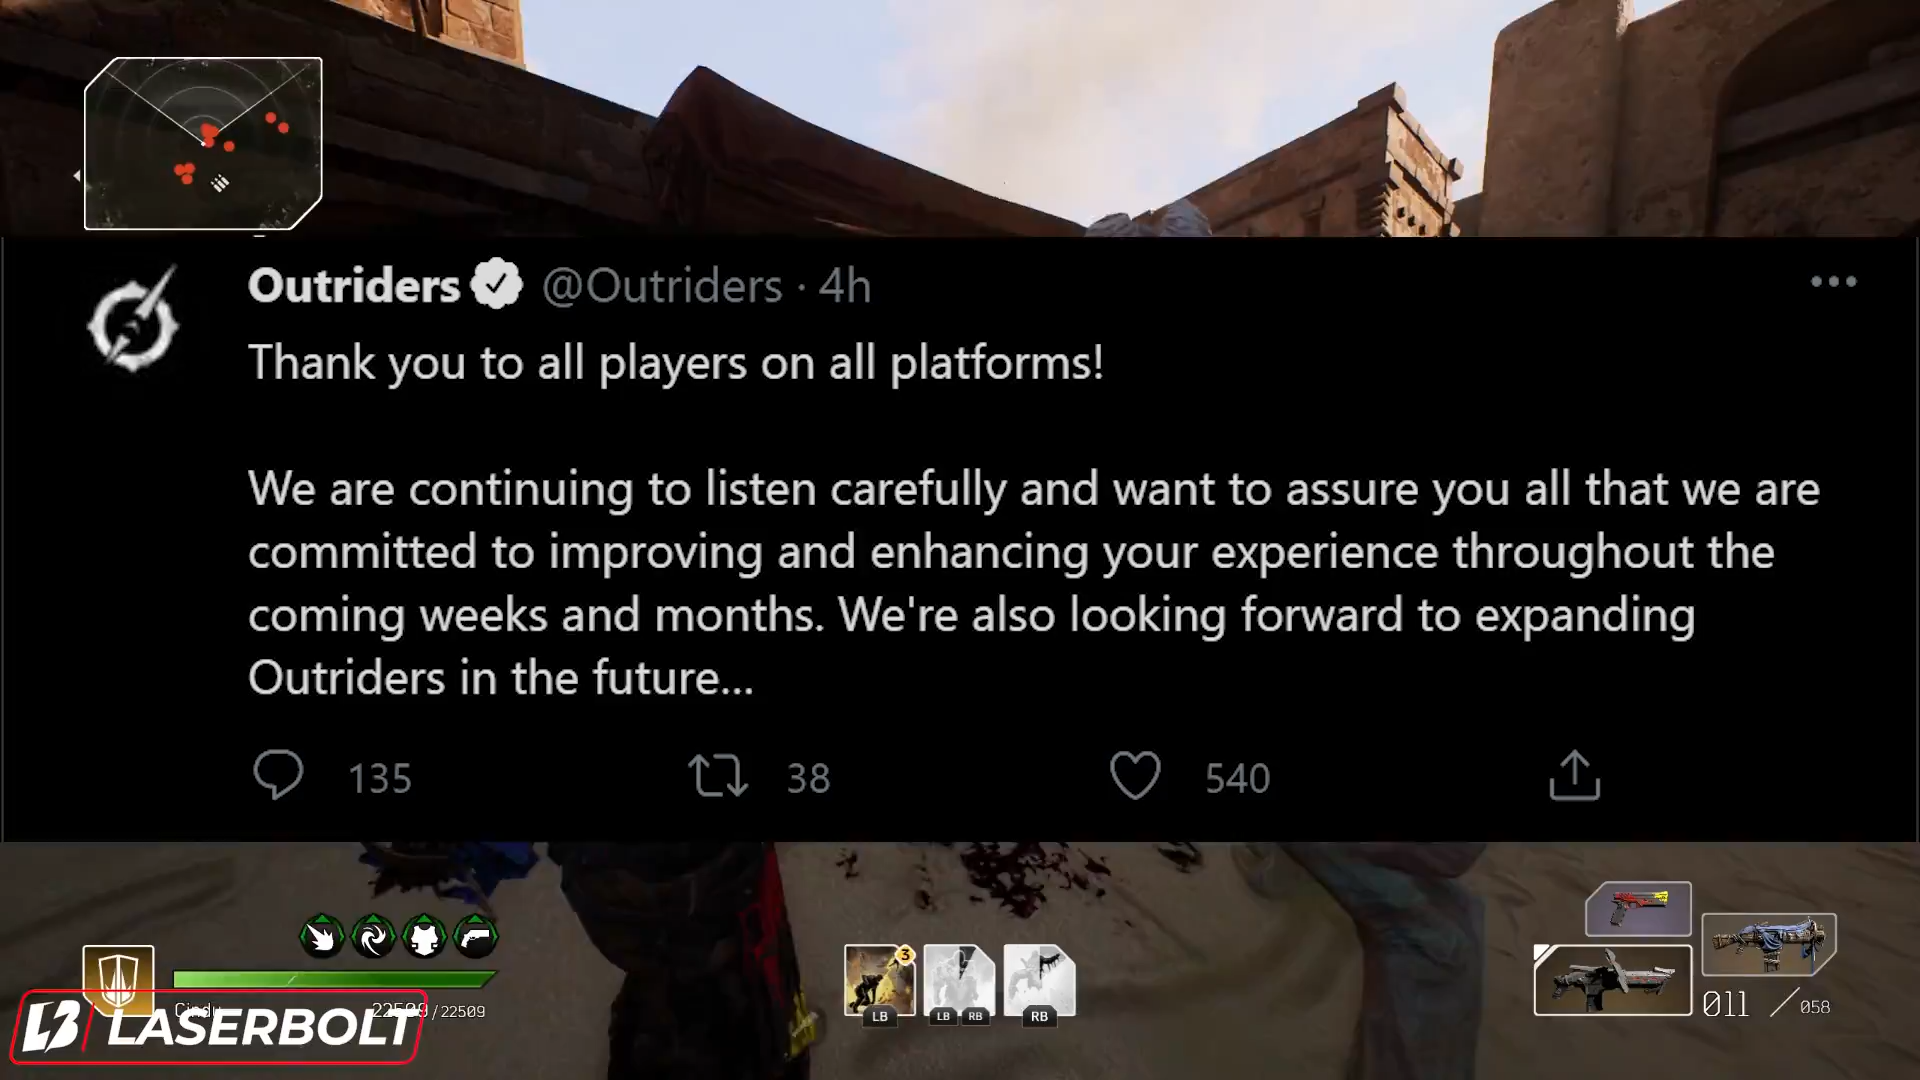 Outriders @Outriders · 4h
Thank you to all players on all platforms!
We are continuing to listen carefully and want to assure you all that we are
committed to improving and enhancing your experience throughout the
coming weeks and months. We're also looking forward to expanding
Outriders in the future...
135 38 540
3
LB LB RB RB
011 / 058
Cindy 22509/22509
LASERBOLT